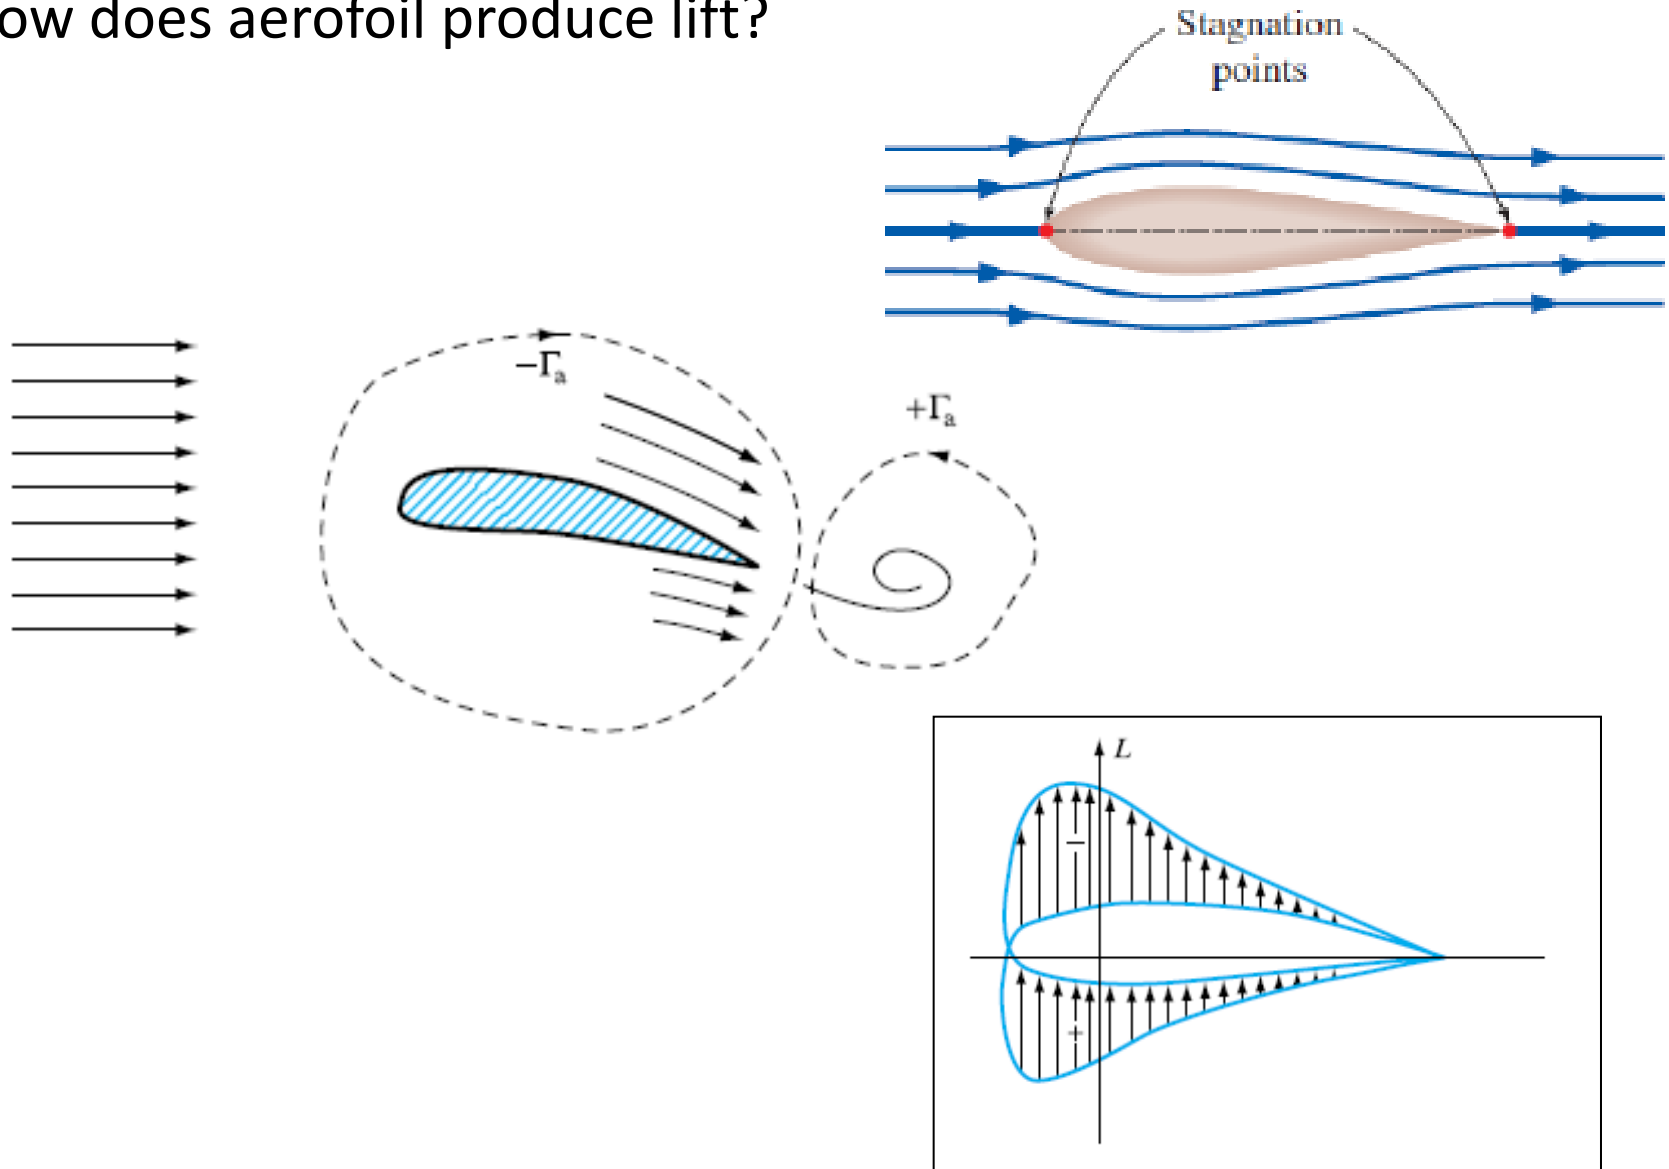 ow does aerofoil produce lift?
Stagnation
points
−Γa
+Γa
L
−
+